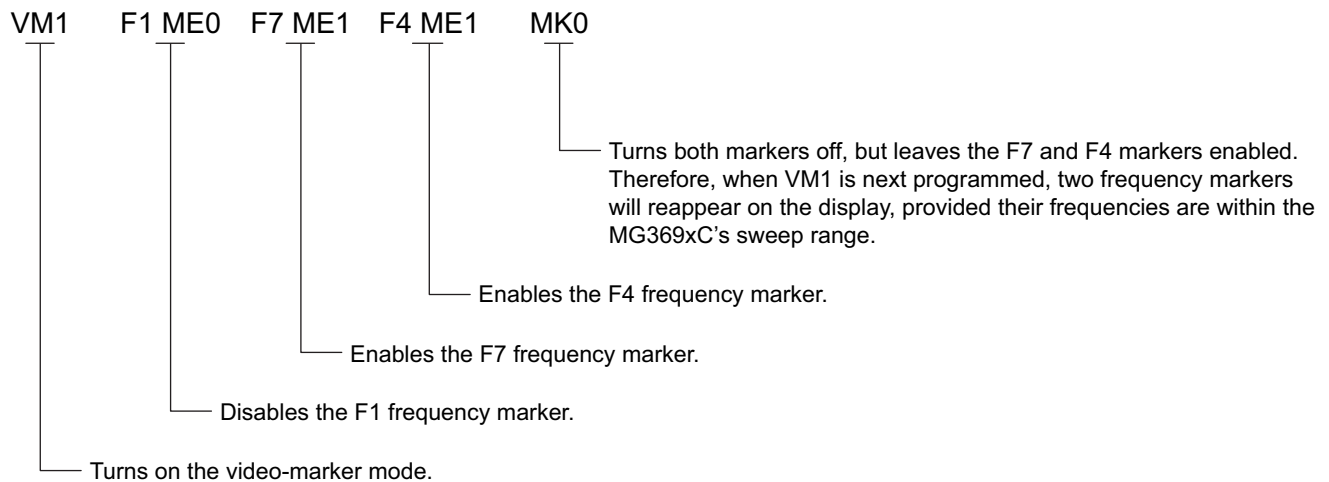 VM1 F1 ME0 F7 ME1 F4 ME1 MK0
Turns both markers off, but leaves the F7 and F4 markers enabled.
Therefore, when VM1 is next programmed, two frequency markers
will reappear on the display, provided their frequencies are within the
MG369xC’s sweep range.
Enables the F4 frequency marker.
Enables the F7 frequency marker.
Disables the F1 frequency marker.
Turns on the video-marker mode.